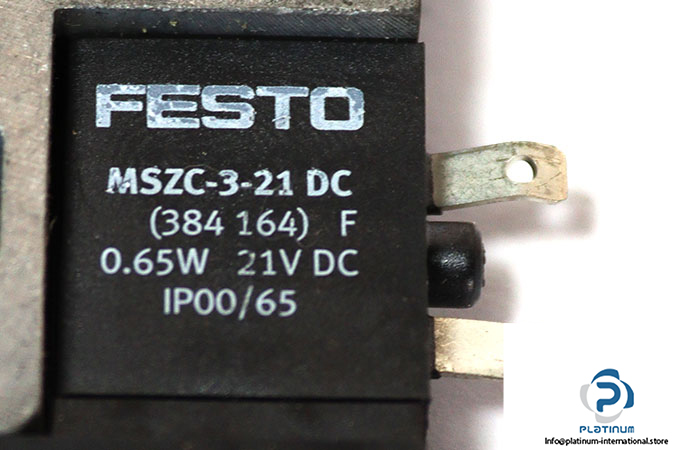 FESTO
MSZC-3-21 DC
(384 164) F
0.65W 21V DC
IP00/65
PLATINUM
Info@platinum-international.store